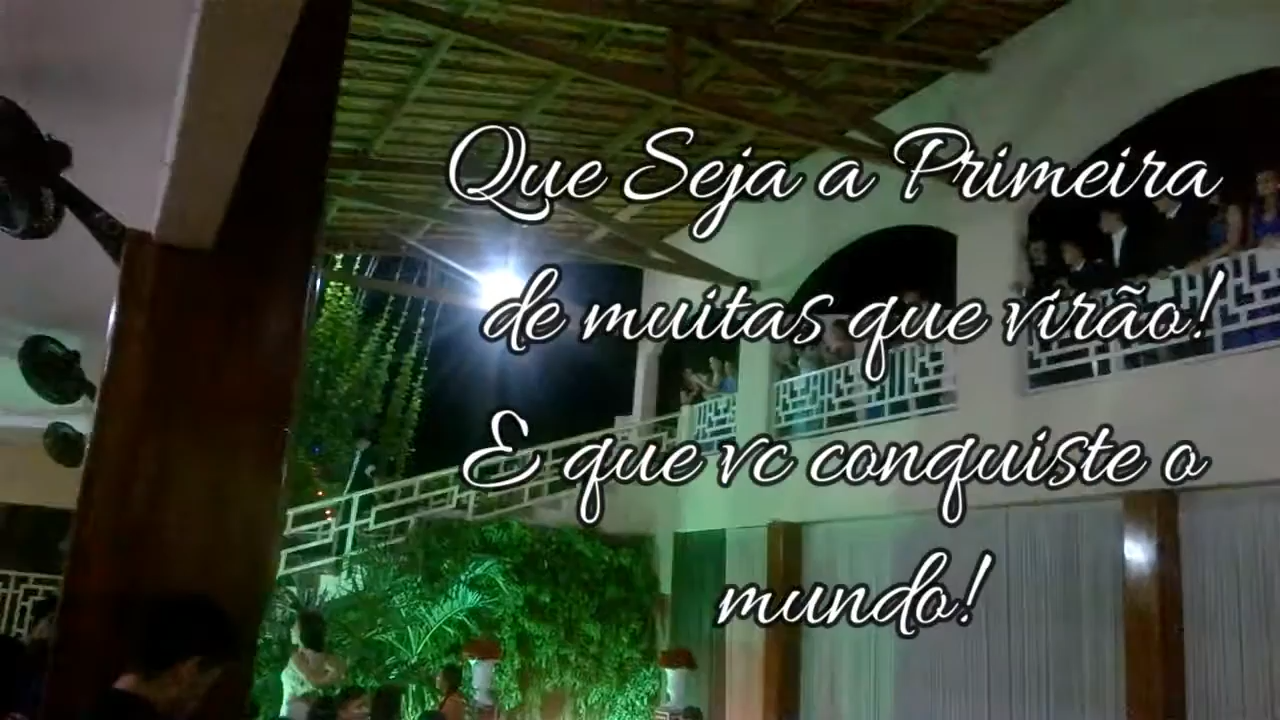 Que Seja a Primeira
de muitas que virão!
E que vc conquiste o
mundo!